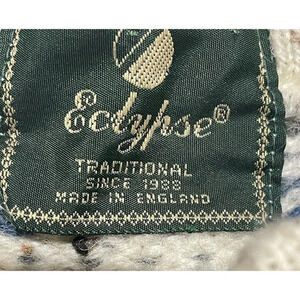 Eclypse®
TRADITIONAL
SINCE 1988
MADE IN ENGLAND